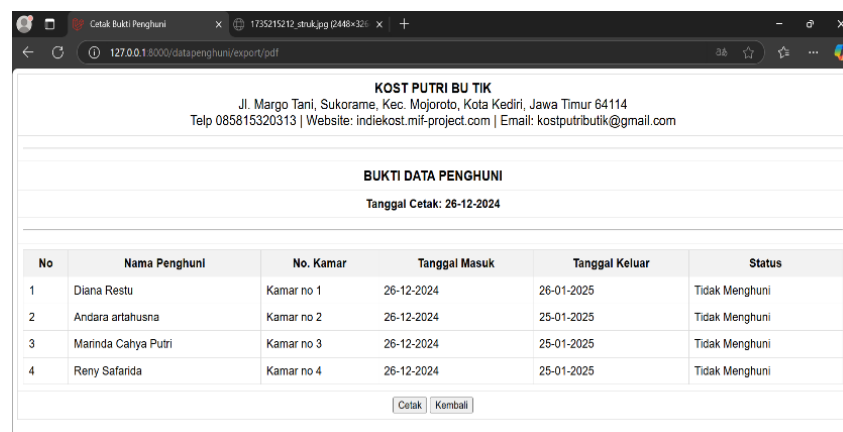 Cetak Bukti Penghuni
1735215212_struk.jpg (2448×326
127.0.0.1:8000/datapenghuni/export/pdf
KOST PUTRI BU TIK
Jl. Margo Tani, Sukorame, Kec. Mojoroto, Kota Kediri, Jawa Timur 64114
Telp 085815320313 | Website: indiekost.mif-project.com | Email: kostputributik@gmail.com
BUKTI DATA PENGHUNI
Tanggal Cetak: 26-12-2024
No Nama Penghuni No. Kamar Tanggal Masuk Tanggal Keluar Status
1 Diana Restu Kamar no 1 26-12-2024 26-01-2025 Tidak Menghuni
2 Andara artahusna Kamar no 2 26-12-2024 25-01-2025 Tidak Menghuni
3 Marinda Cahya Putri Kamar no 3 26-12-2024 25-01-2025 Tidak Menghuni
4 Reny Safarida Kamar no 4 26-12-2024 25-01-2025 Tidak Menghuni
Cetak Kembali